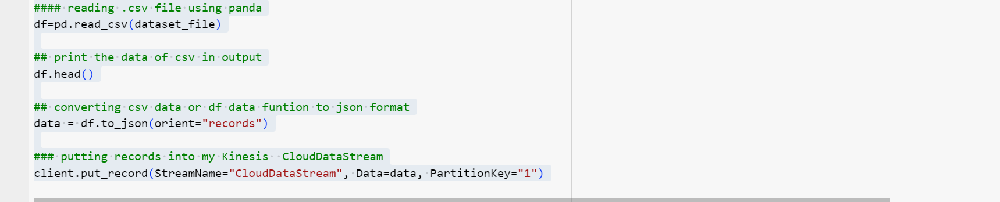 #### reading .csv file using panda
df=pd.read_csv(dataset_file)
## print the data of csv in output
df.head()
## converting csv data or df data funtion to json format
data = df.to_json(orient="records")
### putting records into my Kinesis  CloudDataStream
client.put_record(StreamName="CloudDataStream", Data=data, PartitionKey="1")